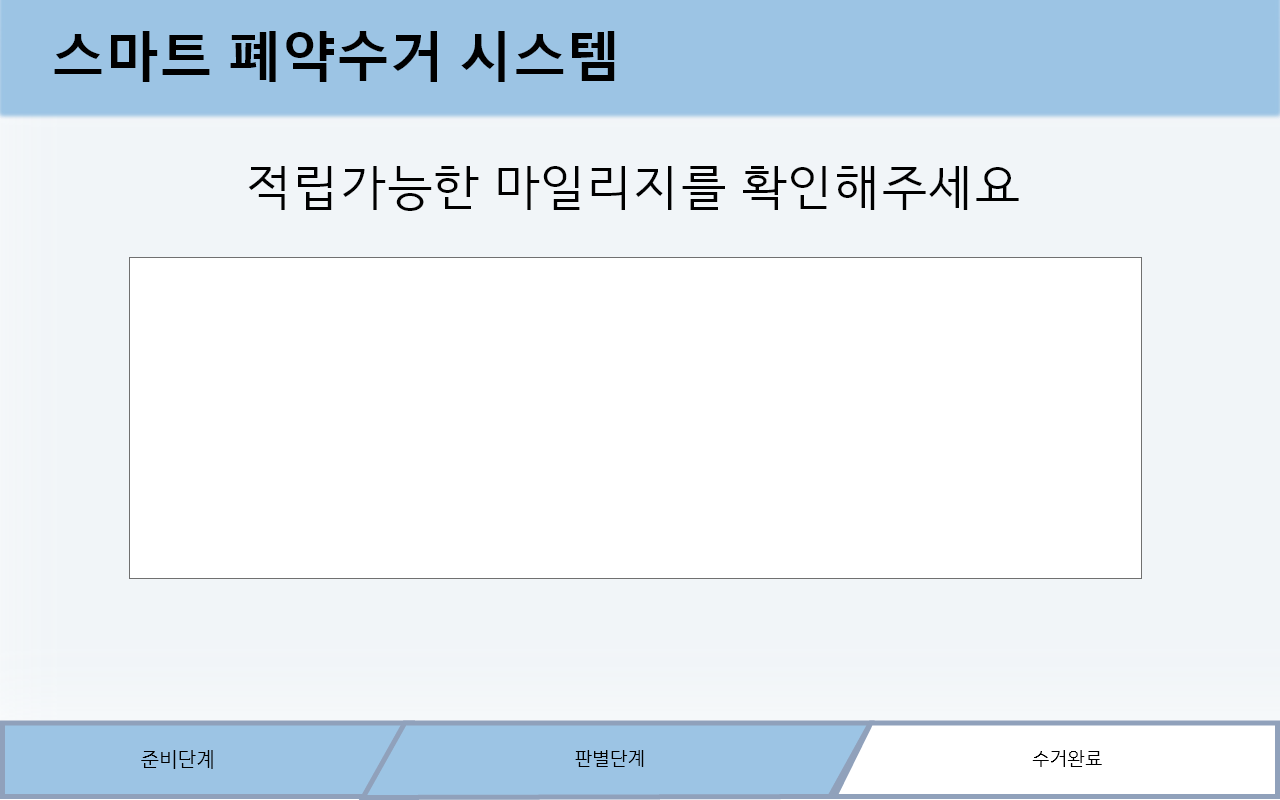 스마트 폐약수거 시스템
적립가능한 마일리지를 확인해주세요
준비단계
판별단계
수거완료